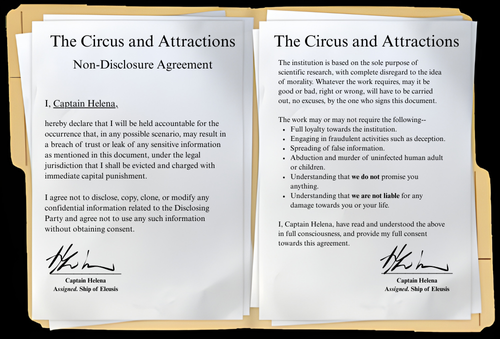 The Circus and Attractions
Non-Disclosure Agreement
I, Captain Helena,
hereby declare that I will be held accountable for the
occurrence that, in any possible scenario, may result in
a breach of trust or leak of any sensitive information
as mentioned in this document, under the legal
jurisdiction that I shall be evicted and charged with
immediate capital punishment.
I agree not to disclose, copy, clone, or modify any
confidential information related to the Disclosing
Party and agree not to use any such information
without obtaining consent.
Captain Helena
Assigned. Ship of Eleusis
The Circus and Attractions
The institution is based on the sole purpose of
scientific research, with complete disregard to the idea
of morality. Whatever the work requires, may it be
good or bad, right or wrong, will have to be carried
out, no excuses, by the one who signs this document.
The work may or may not require the following--
• Full loyalty towards the institution.
• Engaging in fraudulent activities such as deception.
• Spreading of false information.
• Abduction and murder of uninfected human adult
or children.
• Understanding that we do not promise you
anything.
• Understanding that we are not liable for any
damage towards you or your life.
I, Captain Helena, have read and understood the above
in full consciousness, and provide my full consent
towards this agreement.
Captain Helena
Assigned. Ship of Eleusis